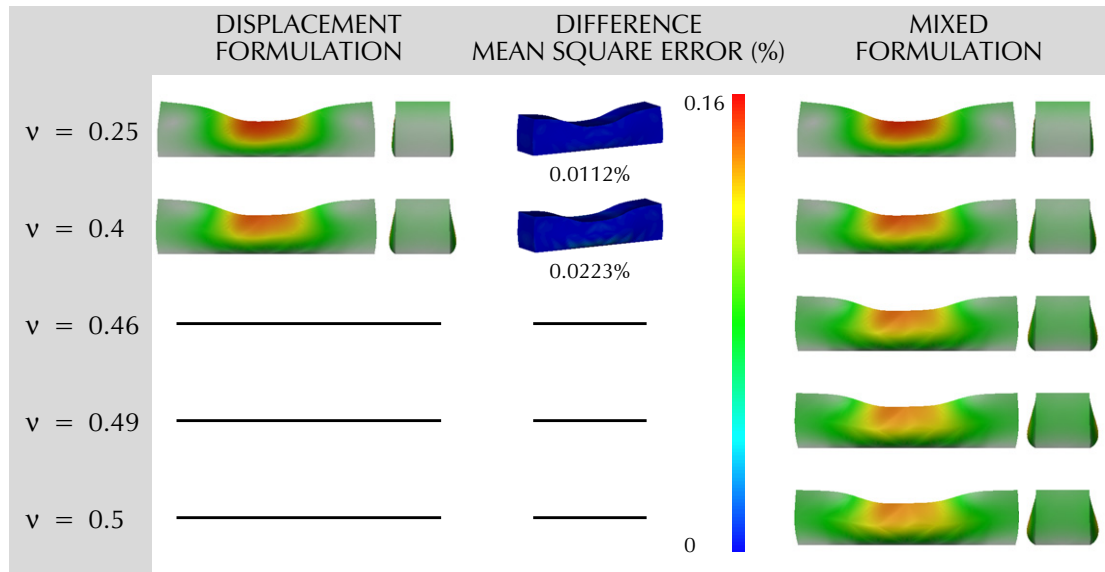 DISPLACEMENT
FORMULATION
DIFFERENCE
MEAN SQUARE ERROR (%)
MIXED
FORMULATION
ν = 0.25
0.0112%
0.16
ν = 0.4
0.0223%
ν = 0.46
ν = 0.49
ν = 0.5
0